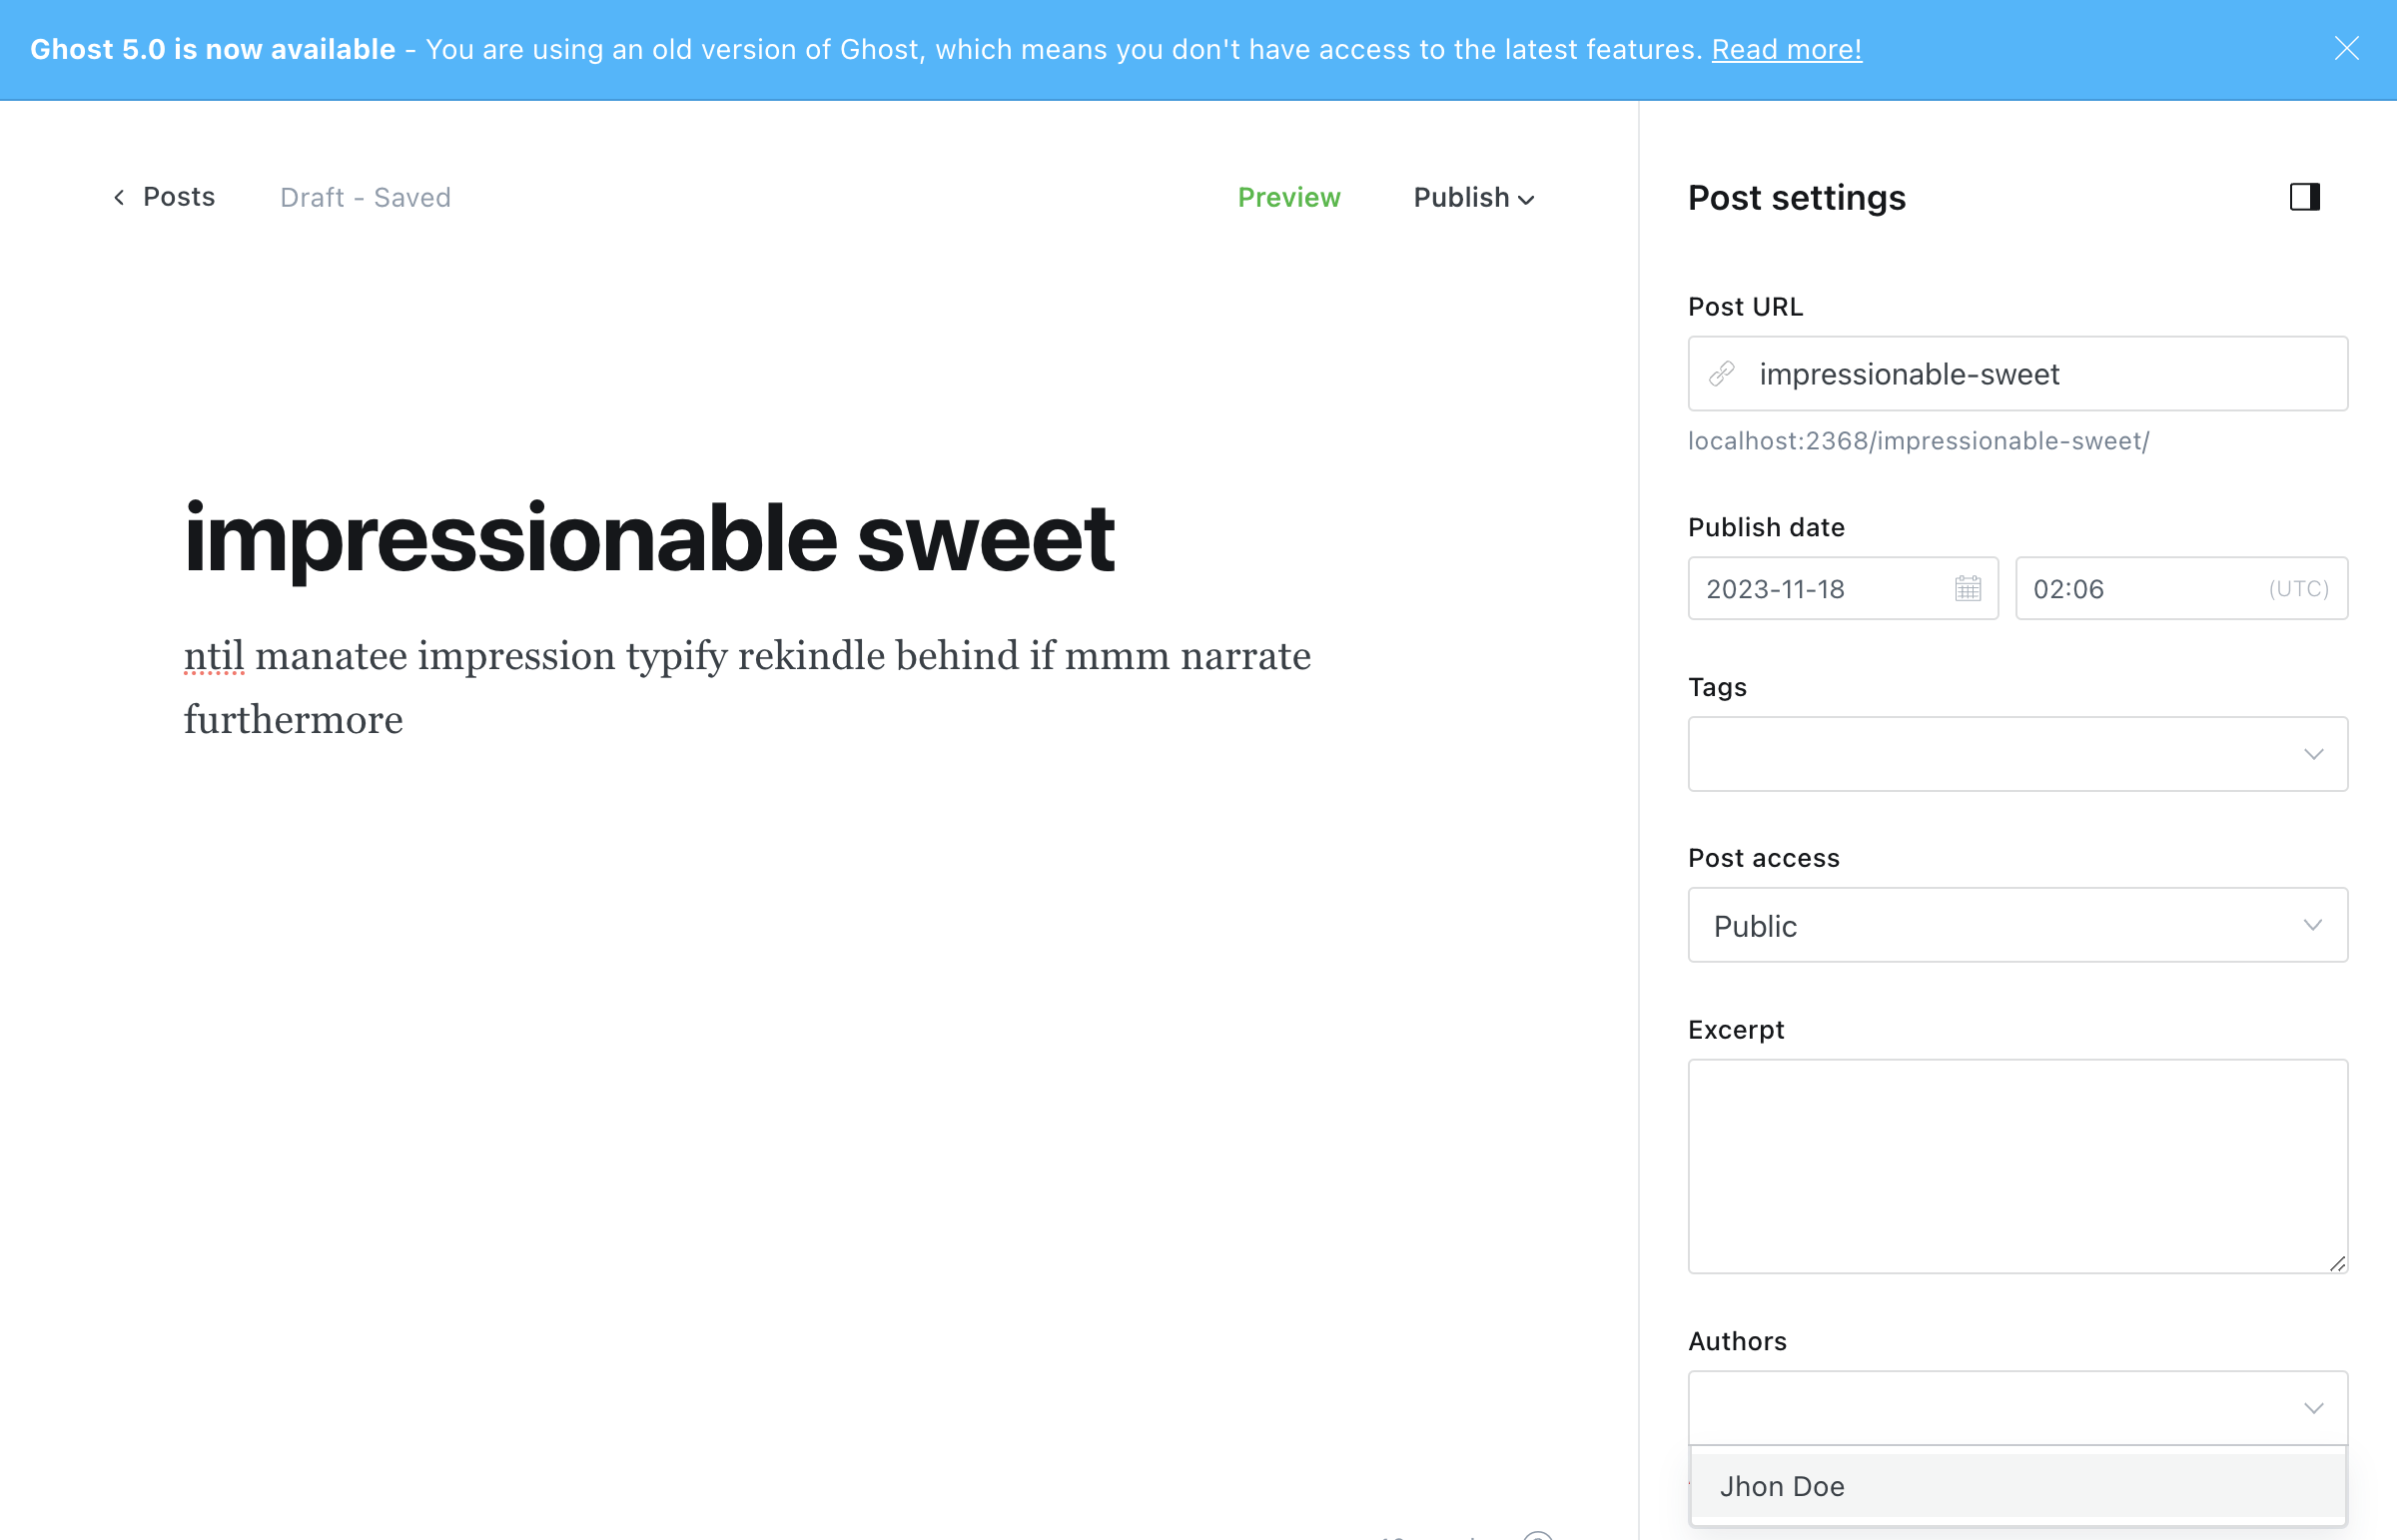 Ghost 5.0 is now available - You are using an old version of Ghost, which means you don't have access to the latest features. Read more!
Posts
Draft - Saved
Preview
Publish
impressionable sweet
ntil manatee impression typify rekindle behind if mmm narrate
furthermore
Post settings
Post URL
impressionable-sweet
localhost:2368/impressionable-sweet/
Publish date
2023-11-18
02:06
(UTC)
Tags
Post access
Public
Excerpt
Authors
Jhon Doe